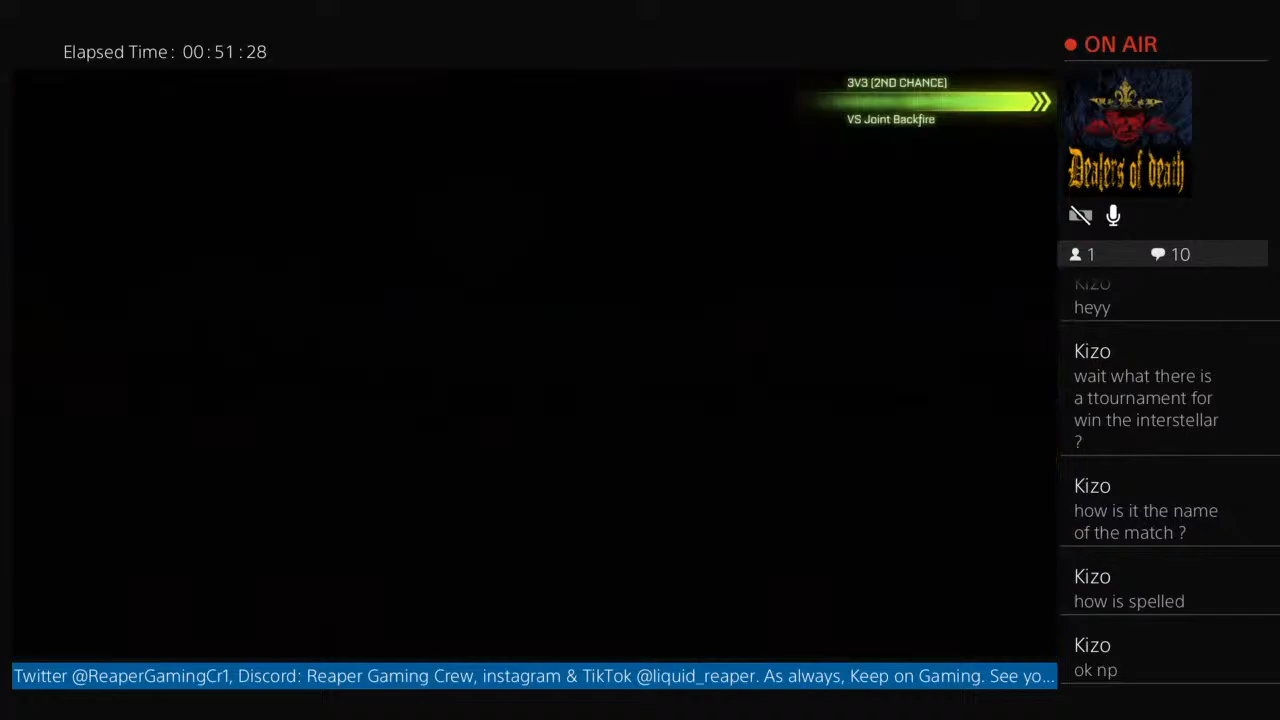 Elapsed Time: 00:51:28
ON AIR
3V3 (2ND CHANCE)
VS Joint Backfire
Dealers of death
1 10
Kizo
heyy
Kizo
wait what there is
a ttournament for
win the interstellar
?
Kizo
how is it the name
of the match ?
Kizo
how is spelled
Kizo
ok np
Twitter @ReaperGamingCr1, Discord: Reaper Gaming Crew, instagram & TikTok @liquid_reaper. As always, Keep on Gaming. See yo...